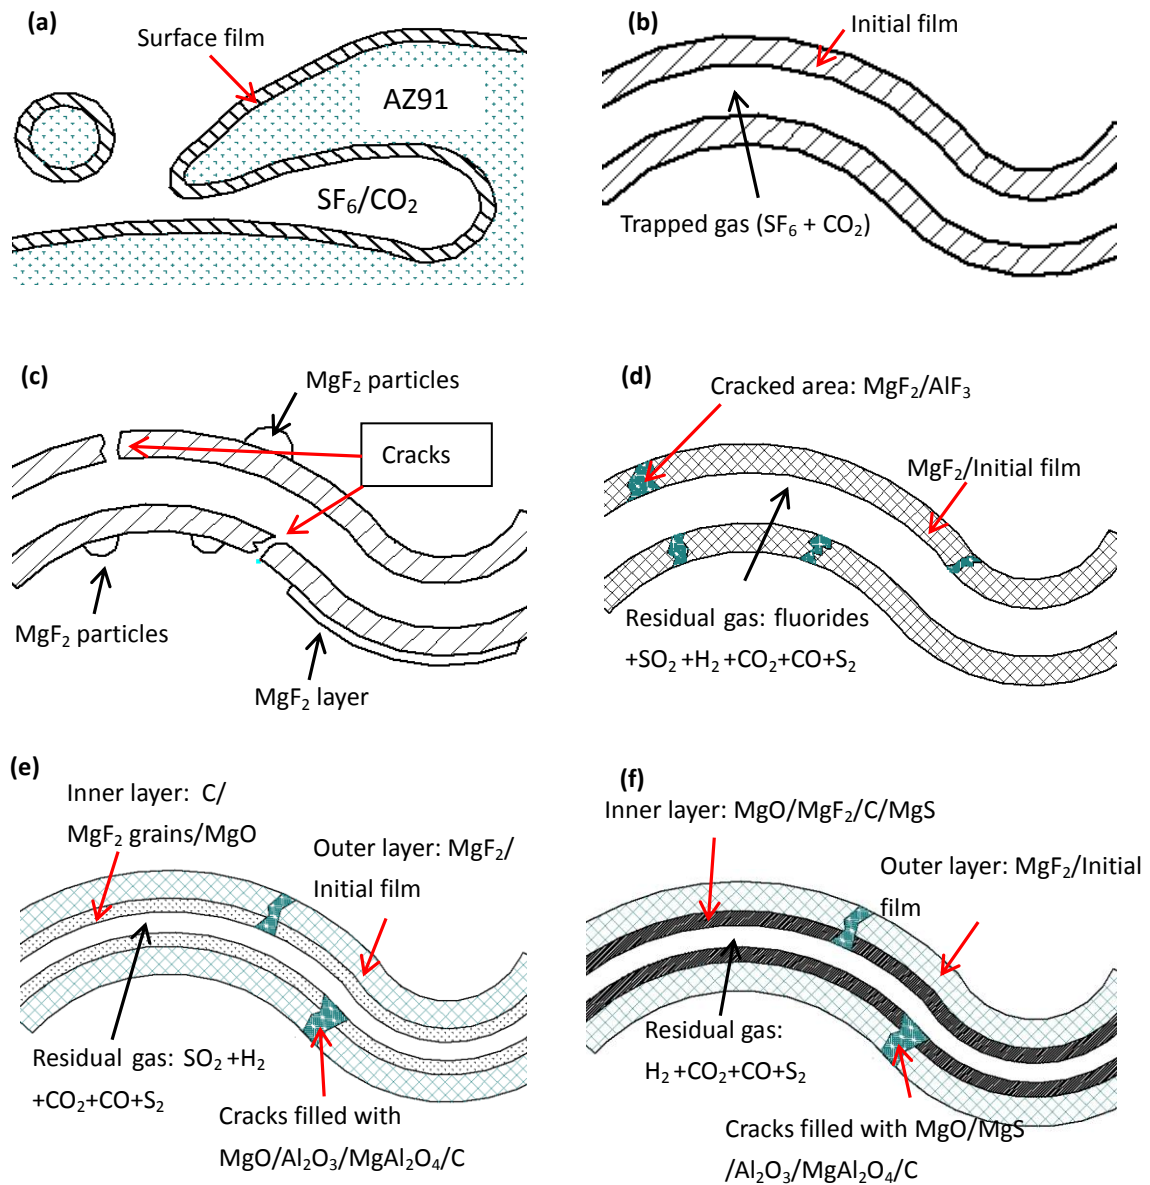 (a)
Surface film
AZ91
SF₆/CO₂
(b)
Initial film
Trapped gas (SF₆ + CO₂)
(c)
MgF₂ particles
Cracks
MgF₂ particles
MgF₂ layer
(d)
Cracked area: MgF₂/AlF₃
MgF₂/Initial film
Residual gas: fluorides
+SO₂ +H₂ +CO₂+CO+S₂
(e)
Inner layer: C/
MgF₂ grains/MgO
Outer layer: MgF₂/
Initial film
Residual gas: SO₂ +H₂
+CO₂+CO+S₂
Cracks filled with
MgO/Al₂O₃/MgAl₂O₄/C
(f)
Inner layer: MgO/MgF₂/C/MgS
Outer layer: MgF₂/Initial
film
Residual gas:
H₂ +CO₂+CO+S₂
Cracks filled with MgO/MgS
/Al₂O₃/MgAl₂O₄/C